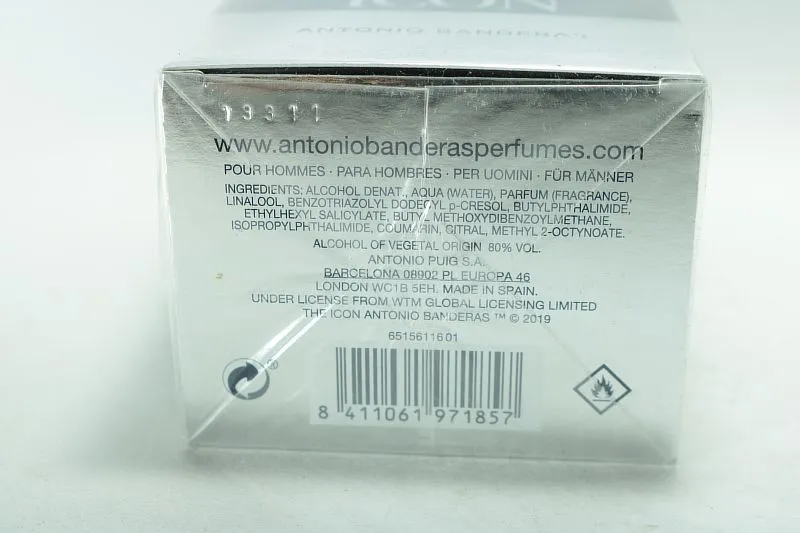 ICON
ANTONIO BANDERAS
19311
www.antoniobanderasperfumes.com
POUR HOMMES · PARA HOMBRES · PER UOMINI · FÜR MÄNNER
INGREDIENTS: ALCOHOL DENAT., AQUA (WATER), PARFUM (FRAGRANCE),
LINALOOL, BENZOTRIAZOLYL DODECYL p-CRESOL, BUTYLPHTHALIMIDE,
ETHYLHEXYL SALICYLATE, BUTYL METHOXYDIBENZOYLMETHANE,
ISOPROPYLPHTHALIMIDE, COUMARIN, CITRAL, METHYL 2-OCTYNOATE.
ALCOHOL OF VEGETAL ORIGIN 80% VOL.
ANTONIO PUIG S.A.
BARCELONA 08902 PL EUROPA 46
LONDON WC1B 5EH. MADE IN SPAIN.
UNDER LICENSE FROM WTM GLOBAL LICENSING LIMITED
THE ICON ANTONIO BANDERAS ™ © 2019
6515611601
®
8 411061 971857